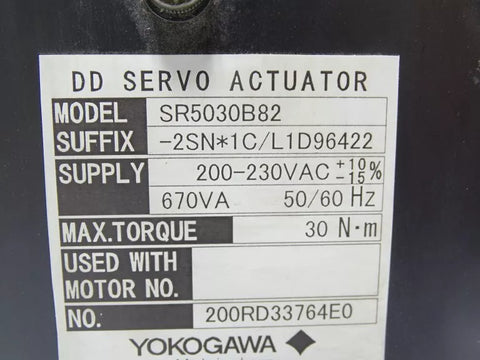 DD SERVO ACTUATOR
MODEL SR5030B82
SUFFIX -2SN*1C/L1D96422
SUPPLY 200-230VAC +10 -15 %
670VA 50/60 Hz
MAX.TORQUE 30 N·m
USED WITH
MOTOR NO.
NO. 200RD33764E0
YOKOGAWA